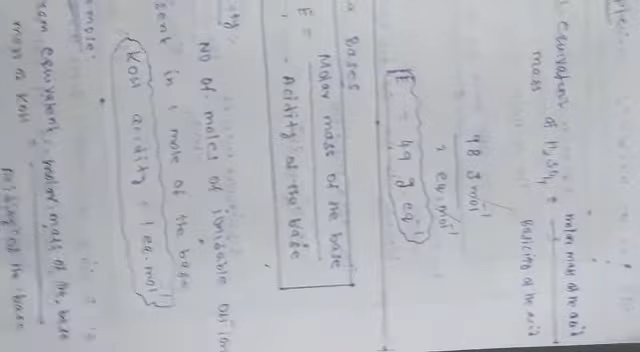 equivalent of H2SO4 = molar mass of the acid
mass Basicity of the acid
98 g mol-1
2 eq. mol-1
E = 49 g eq-1
Bases
E = Molar mass of the base
Acidity of the base
No of moles of ionizable
in 1 mole of the base
KOH acidity = 1 eq. mol-1
equivalent molar mass of the base
mass of KOH = acidity of the base